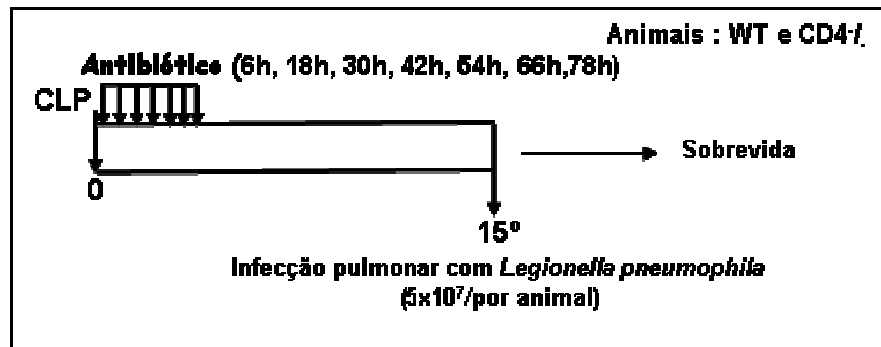 Animais : WT e CD4-/-
Antibiótico (6h, 18h, 30h, 42h, 54h, 66h,78h)
CLP
0
Sobrevida
15º
Infecção pulmonar com Legionella pneumophila
(5x10⁷/por animal)